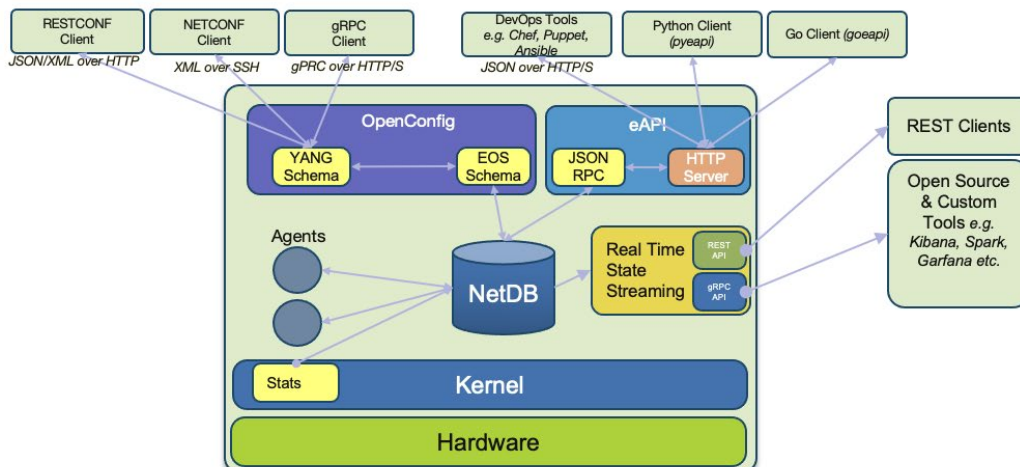 RESTCONF
Client
NETCONF
Client
gRPC
Client
DevOps Tools
e.g. Chef, Puppet,
Ansible
Python Client
(pyeapi)
Go Client (goeapi)
JSON/XML over HTTP
XML over SSH
gPRC over HTTP/S
JSON over HTTP/S
OpenConfig
YANG
Schema
EOS
Schema
eAPI
JSON
RPC
HTTP
Server
REST Clients
Open Source
& Custom
Tools e.g.
Kibana, Spark,
Garfana etc.
Agents
NetDB
Real Time
State
Streaming
REST
API
gRPC
API
Stats
Kernel
Hardware